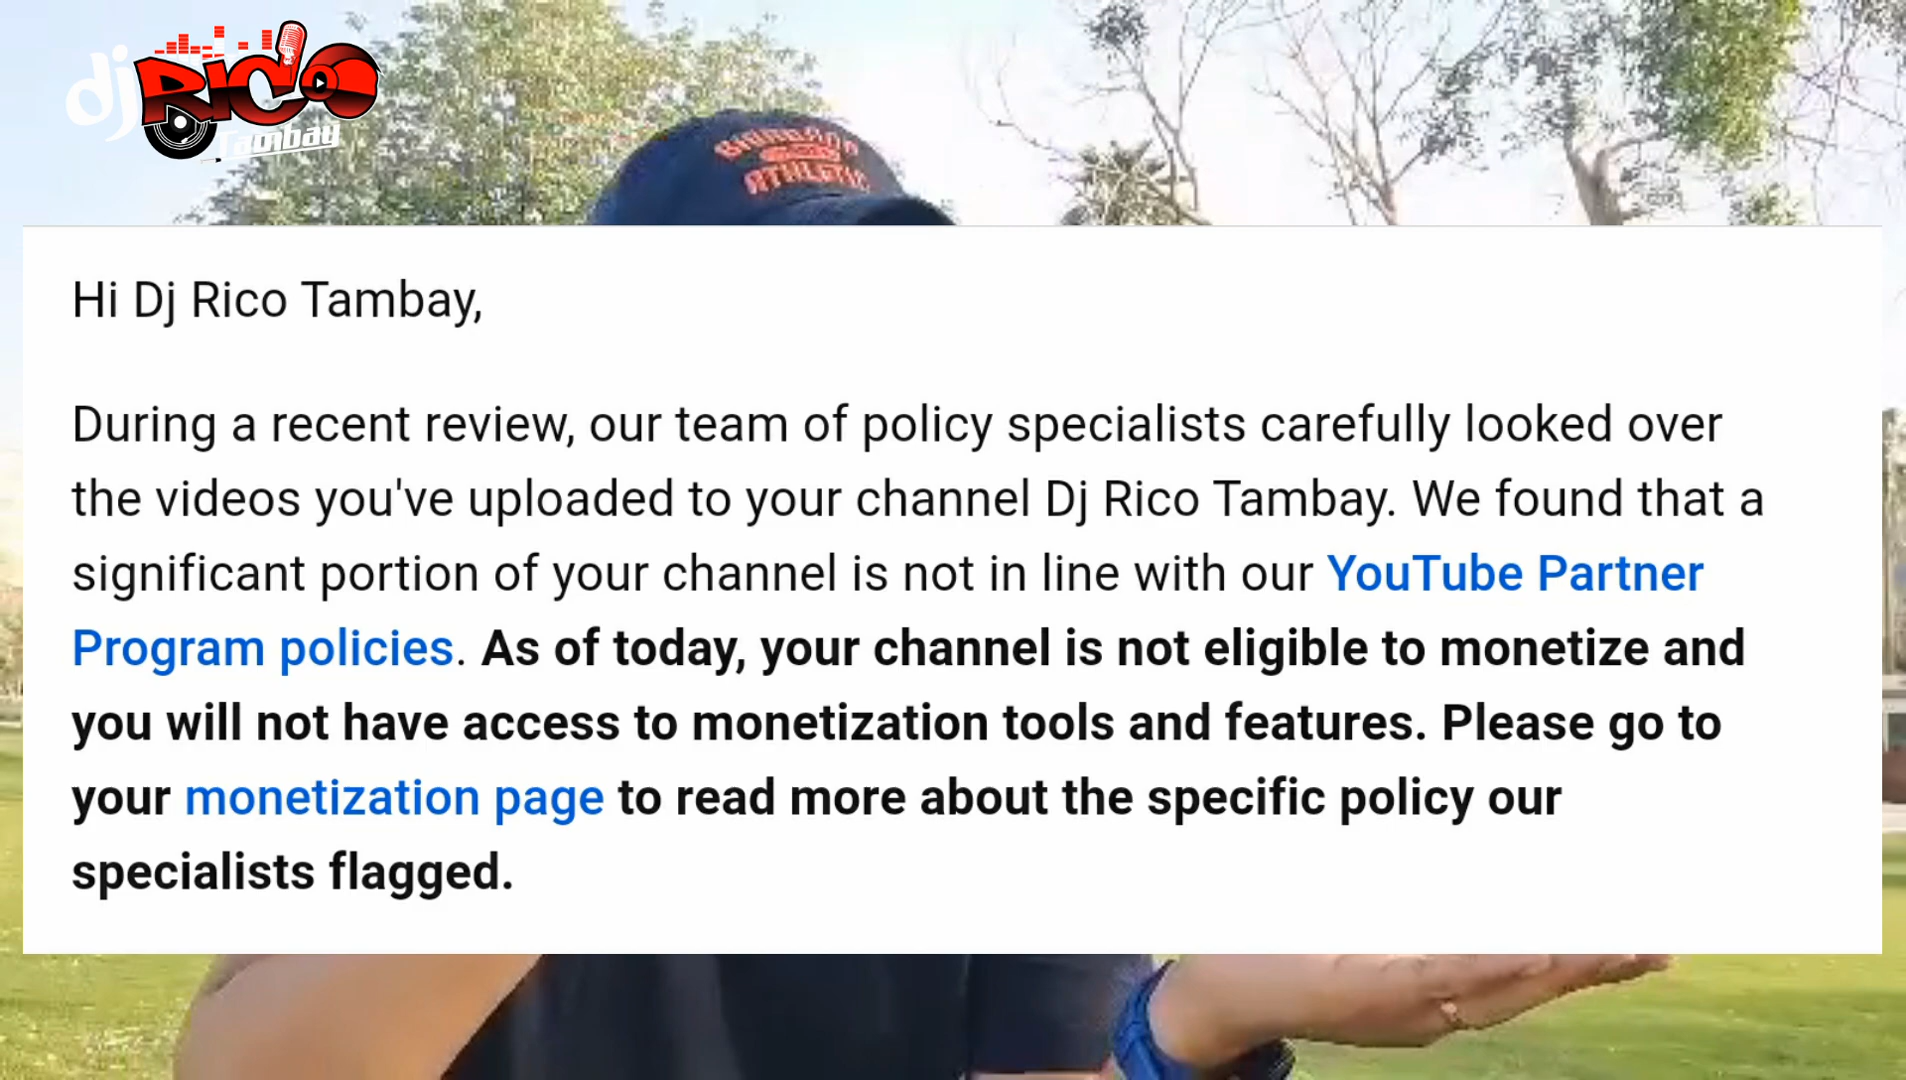 dj RICO
Tambay
ATHLETIC
Hi Dj Rico Tambay,
During a recent review, our team of policy specialists carefully looked over
the videos you've uploaded to your channel Dj Rico Tambay. We found that a
significant portion of your channel is not in line with our YouTube Partner
Program policies. As of today, your channel is not eligible to monetize and
you will not have access to monetization tools and features. Please go to
your monetization page to read more about the specific policy our
specialists flagged.